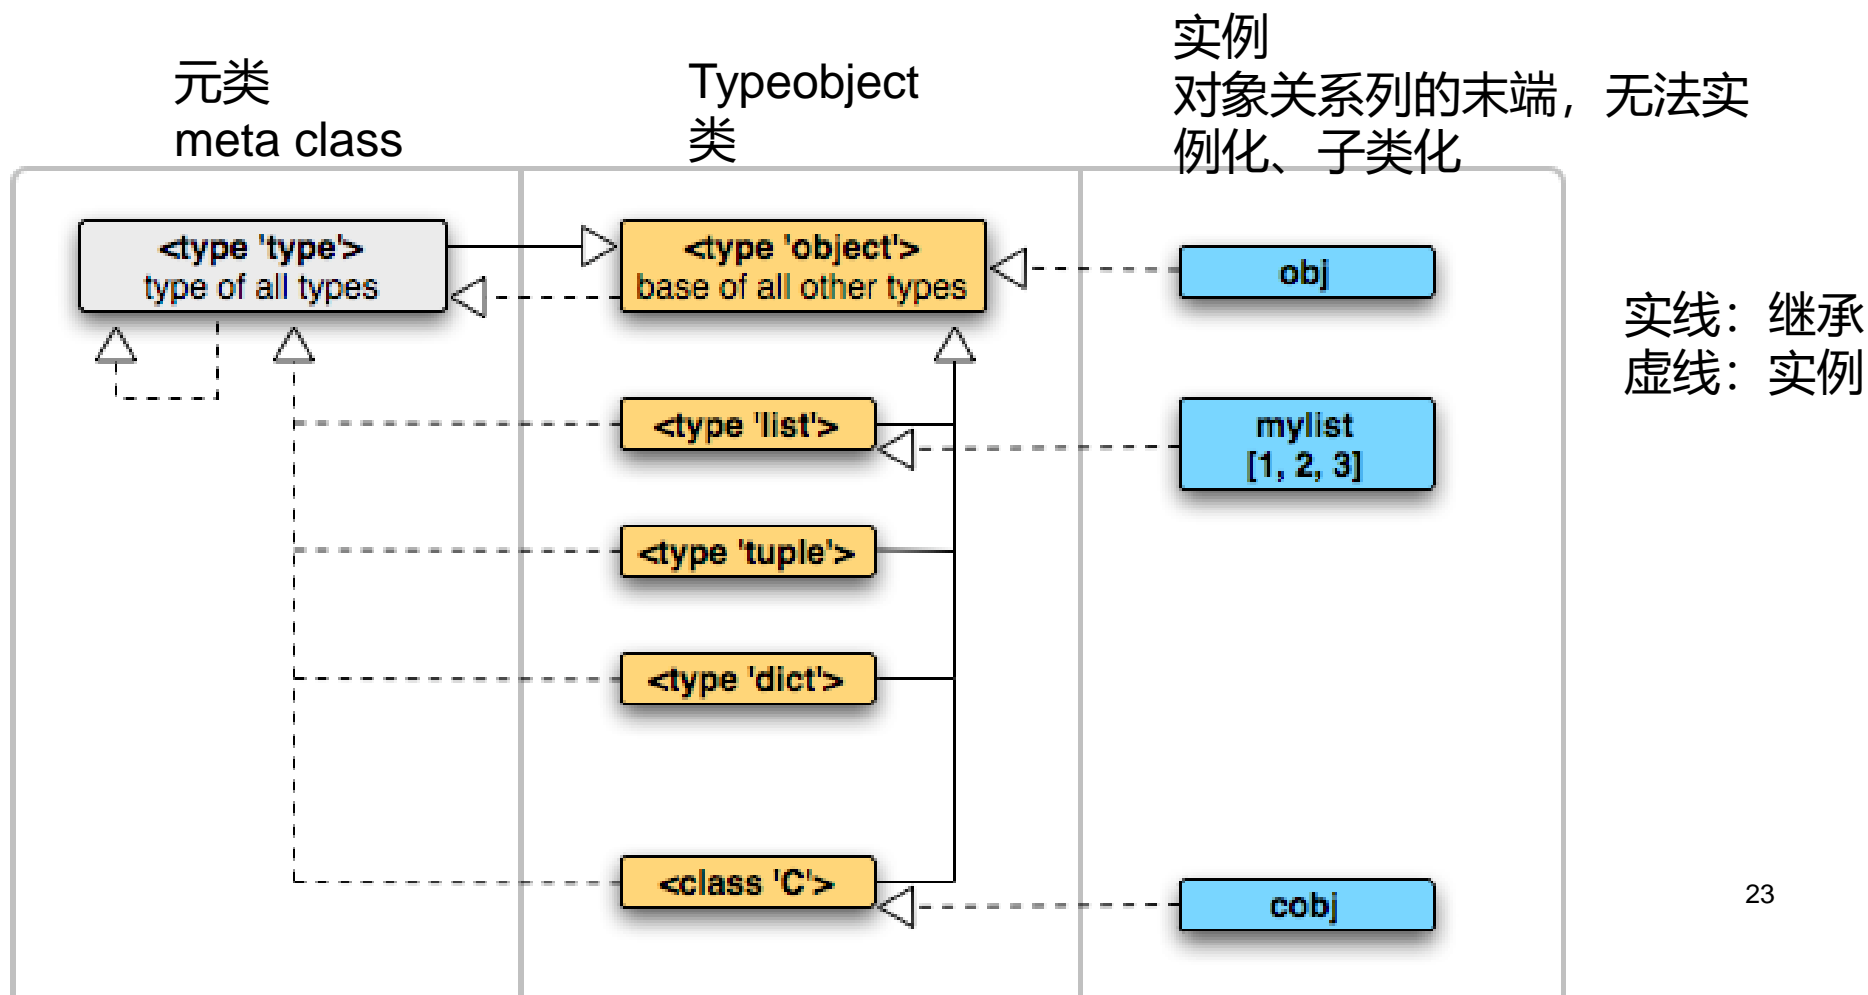 元类
meta class
Typeobject
类
实例
对象关系列的末端，无法实
例化、子类化
<type 'type'>
type of all types
<type 'object'>
base of all other types
obj
实线：继承
虚线：实例
<type 'list'>
mylist
[1, 2, 3]
<type 'tuple'>
<type 'dict'>
<class 'C'>
cobj
23